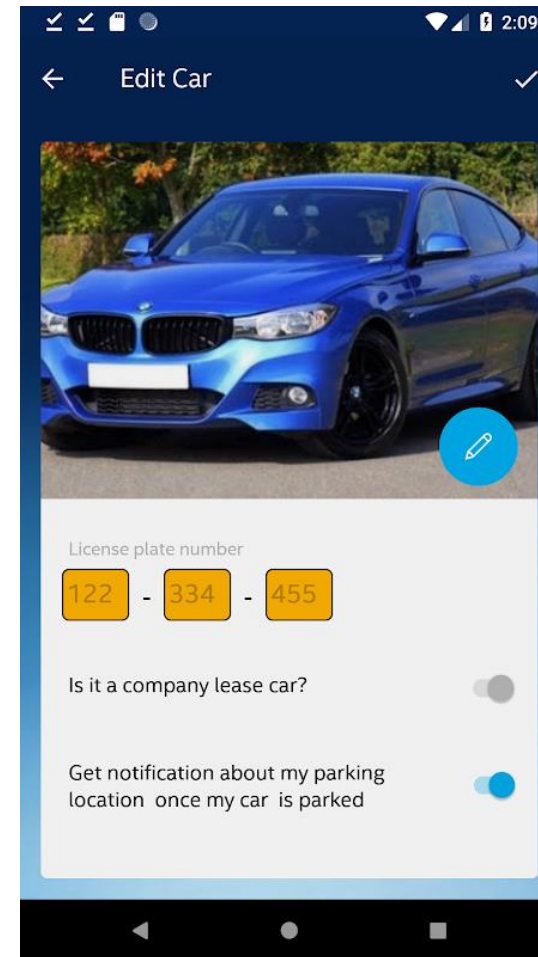 2:09
Edit Car
License plate number
122 - 334 - 455
Is it a company lease car?
Get notification about my parking
location once my car is parked